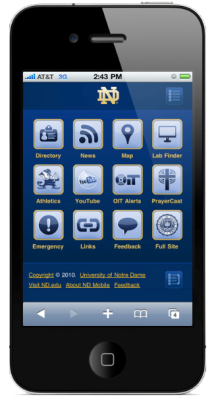 AT&T 3G 2:43 PM
ND
Directory News Map Lab Finder
Athletics YouTube OIT Alerts PrayerCast
Emergency Links Feedback Full Site
Copyright © 2010. University of Notre Dame
Visit ND.edu About ND Mobile Feedback